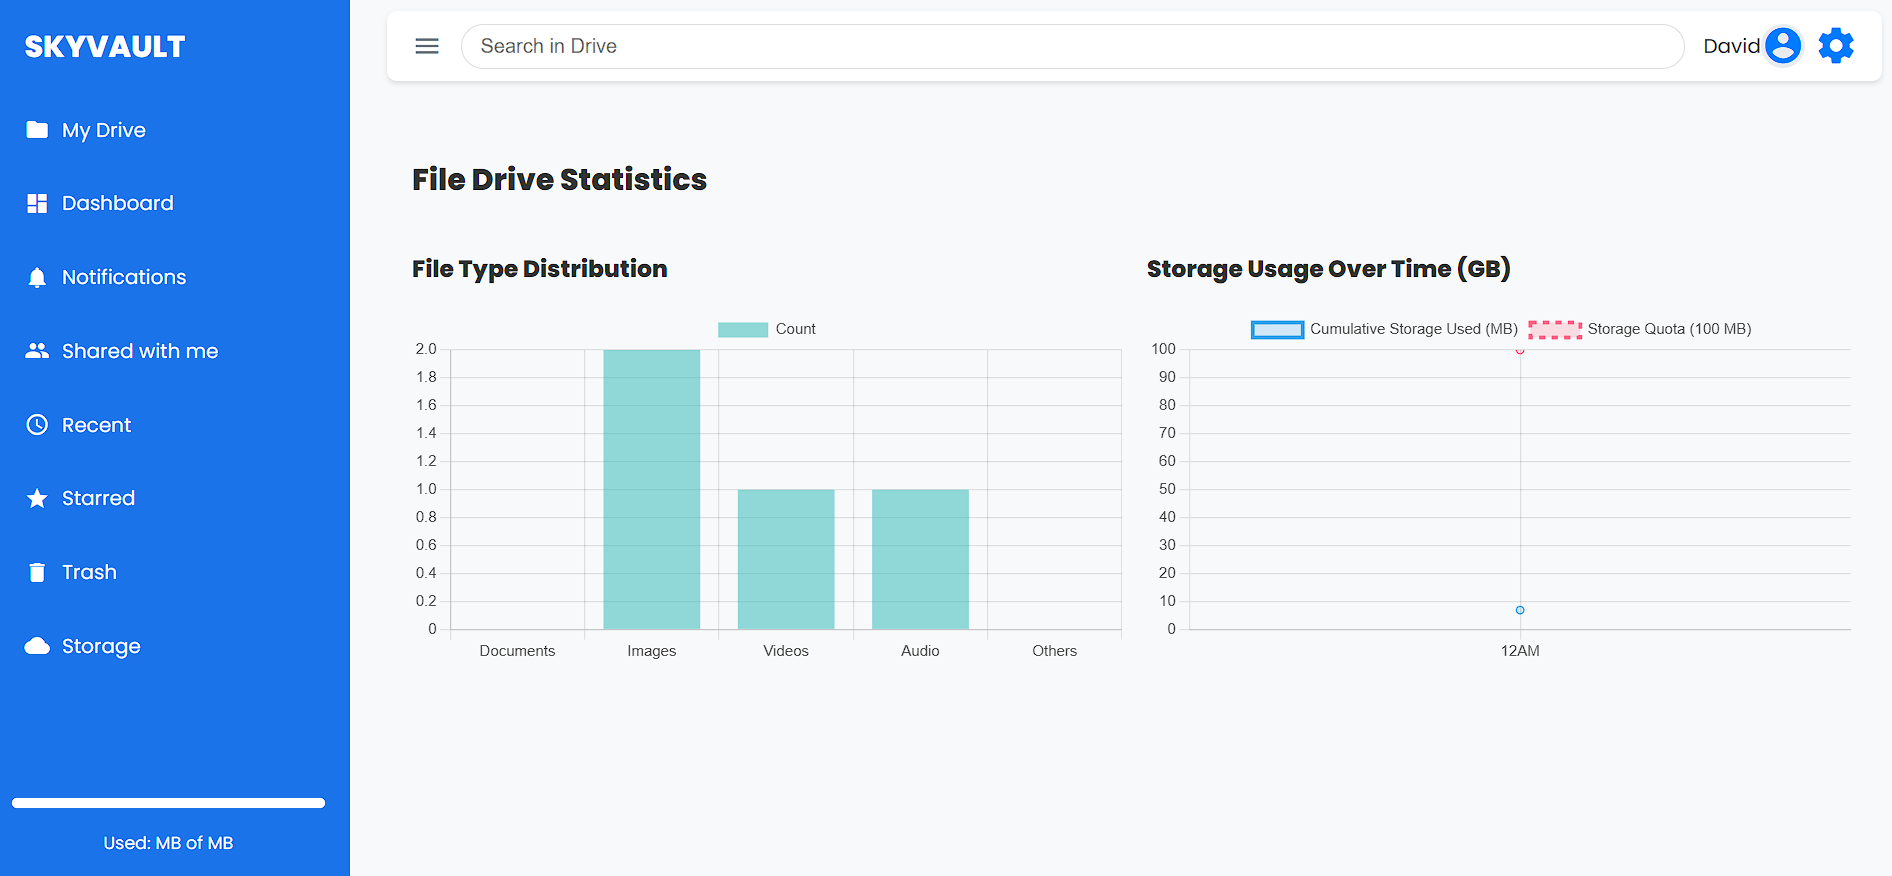 SKYVAULT
My Drive
Dashboard
Notifications
Shared with me
Recent
Starred
Trash
Storage
Used: MB of MB
Search in Drive
David
File Drive Statistics
File Type Distribution
Count
2.0
1.8
1.6
1.4
1.2
1.0
0.8
0.6
0.4
0.2
0
Documents Images Videos Audio Others
Storage Usage Over Time (GB)
Cumulative Storage Used (MB) Storage Quota (100 MB)
100
90
80
70
60
50
40
30
20
10
0
12AM